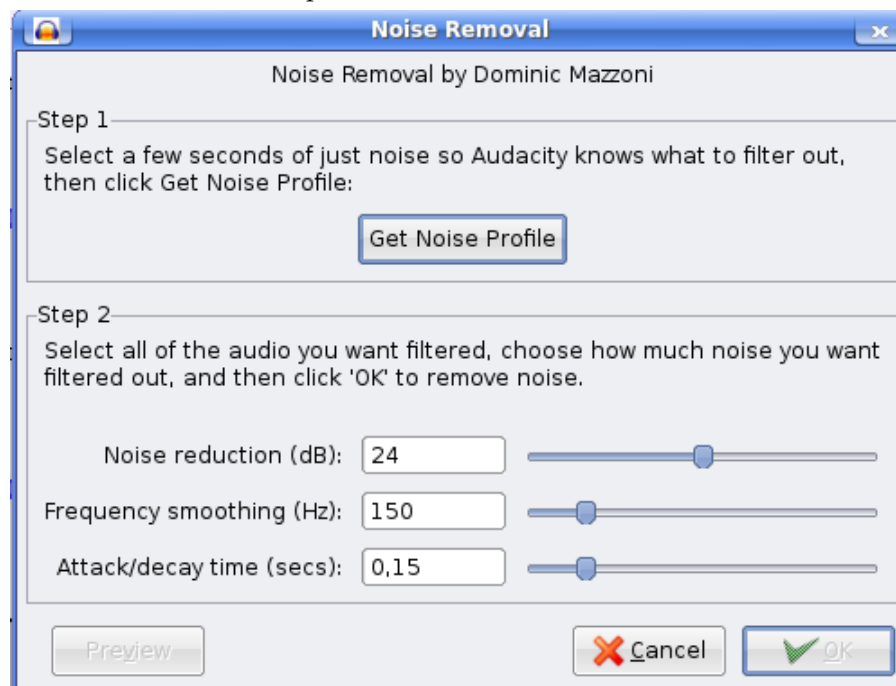 Noise Removal
Noise Removal by Dominic Mazzoni
Step 1
Select a few seconds of just noise so Audacity knows what to filter out,
then click Get Noise Profile:
Get Noise Profile
Step 2
Select all of the audio you want filtered, choose how much noise you want
filtered out, and then click 'OK' to remove noise.
Noise reduction (dB): 24
Frequency smoothing (Hz): 150
Attack/decay time (secs): 0,15
Preview Cancel OK